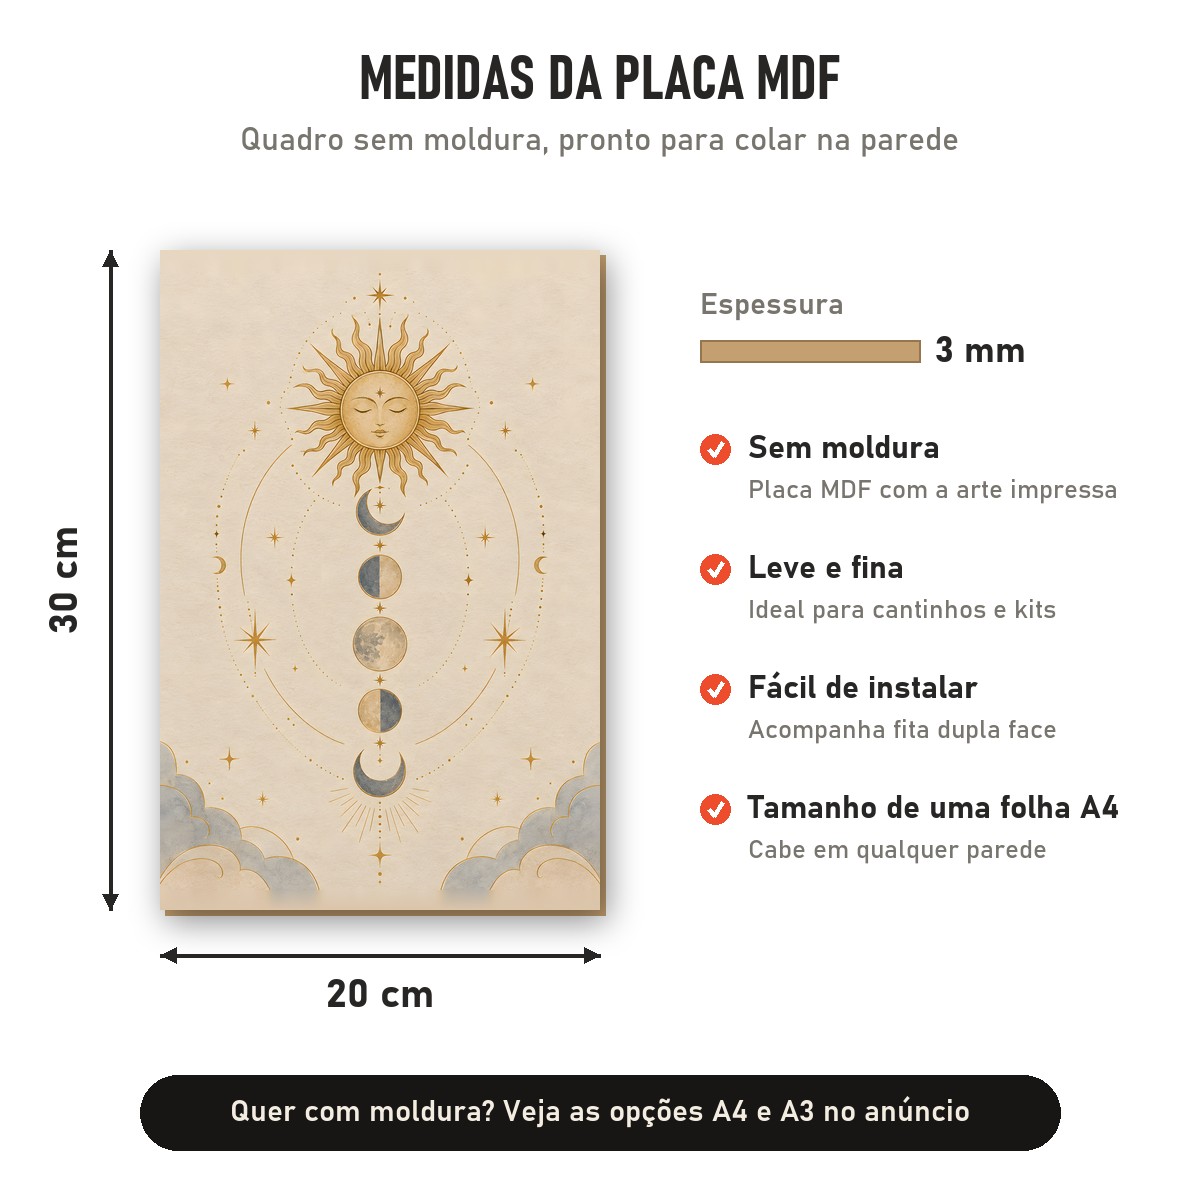 MEDIDAS DA PLACA MDF
Quadro sem moldura, pronto para colar na parede
30 cm
20 cm
Espessura
3 mm
Sem moldura
Placa MDF com a arte impressa
Leve e fina
Ideal para cantinhos e kits
Fácil de instalar
Acompanha fita dupla face
Tamanho de uma folha A4
Cabe em qualquer parede
Quer com moldura? Veja as opções A4 e A3 no anúncio